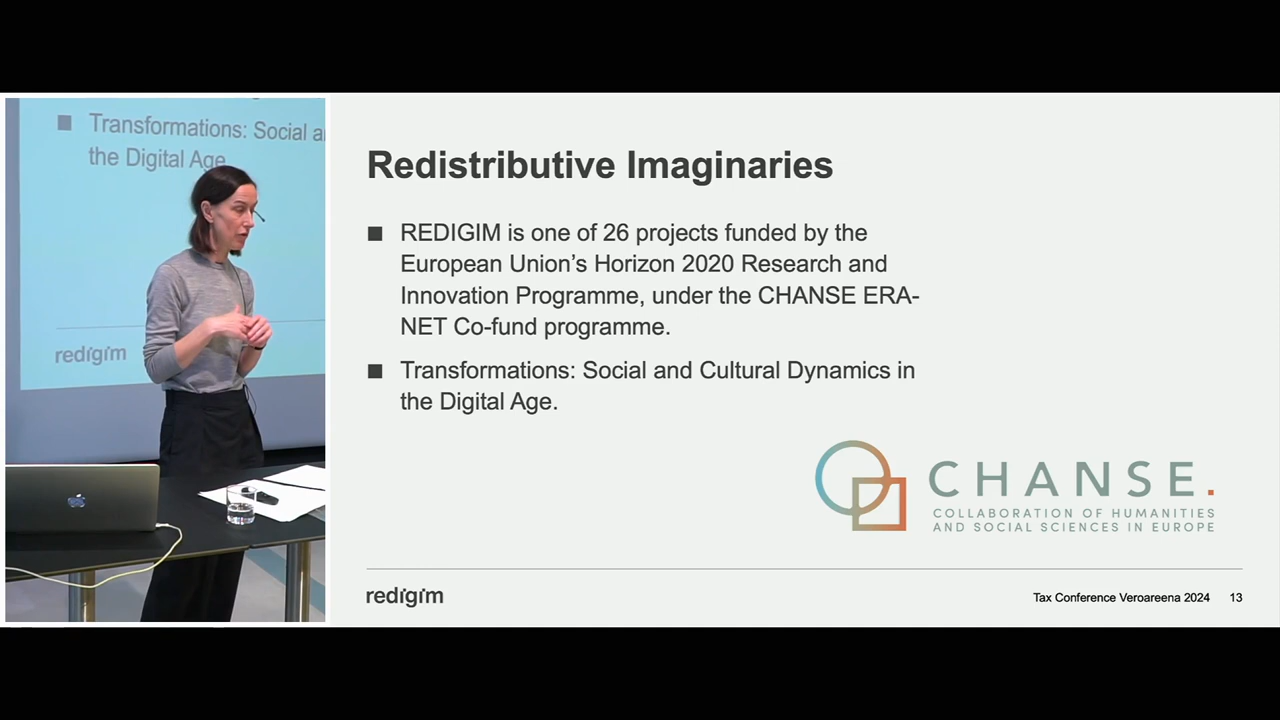 Transformations: Social a
the Digital Age
redigim
Redistributive Imaginaries
REDIGIM is one of 26 projects funded by the
European Union's Horizon 2020 Research and
Innovation Programme, under the CHANSE ERA-
NET Co-fund programme.
Transformations: Social and Cultural Dynamics in
the Digital Age.
CHANSE.
COLLABORATION OF HUMANITIES
AND SOCIAL SCIENCES IN EUROPE
redigim
Tax Conference Veroareena 2024 13